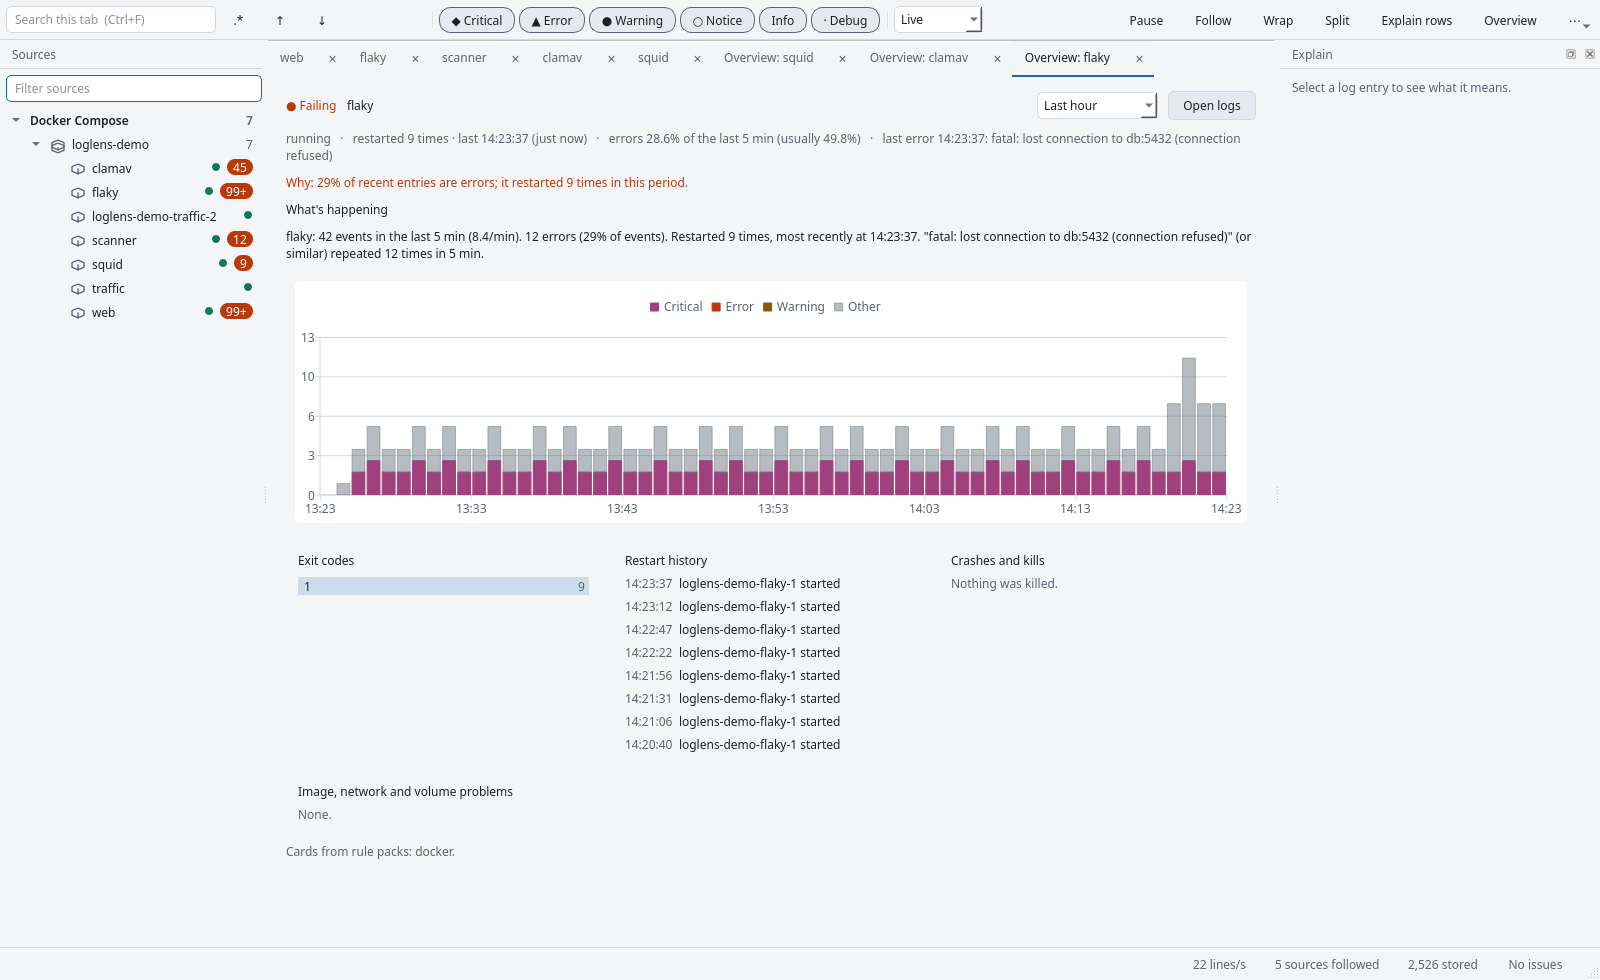 Search this tab  (Ctrl+F)
.*
↑
↓
◆ Critical
▲ Error
● Warning
○ Notice
Info
· Debug
Live
Pause
Follow
Wrap
Split
Explain rows
Overview
...
Sources
Filter sources
Docker Compose 7
loglens-demo 7
clamav 45
flaky 99+
loglens-demo-traffic-2
scanner 12
squid 9
traffic
web 99+
web ×
flaky ×
scanner ×
clamav ×
squid ×
Overview: squid ×
Overview: clamav ×
Overview: flaky ×
● Failing flaky
Last hour
Open logs
running · restarted 9 times · last 14:23:37 (just now) · errors 28.6% of the last 5 min (usually 49.8%) · last error 14:23:37: fatal: lost connection to db:5432 (connection
refused)
Why: 29% of recent entries are errors; it restarted 9 times in this period.
What's happening
flaky: 42 events in the last 5 min (8.4/min). 12 errors (29% of events). Restarted 9 times, most recently at 14:23:37. "fatal: lost connection to db:5432 (connection refused)" (or
similar) repeated 12 times in 5 min.
Critical Error Warning Other
13
10
6
3
0
13:23 13:33 13:43 13:53 14:03 14:13 14:23
Exit codes
1 9
Restart history
14:23:37 loglens-demo-flaky-1 started
14:23:12 loglens-demo-flaky-1 started
14:22:47 loglens-demo-flaky-1 started
14:22:22 loglens-demo-flaky-1 started
14:21:56 loglens-demo-flaky-1 started
14:21:31 loglens-demo-flaky-1 started
14:21:06 loglens-demo-flaky-1 started
14:20:40 loglens-demo-flaky-1 started
Crashes and kills
Nothing was killed.
Image, network and volume problems
None.
Cards from rule packs: docker.
Explain
Select a log entry to see what it means.
22 lines/s
5 sources followed
2,526 stored
No issues